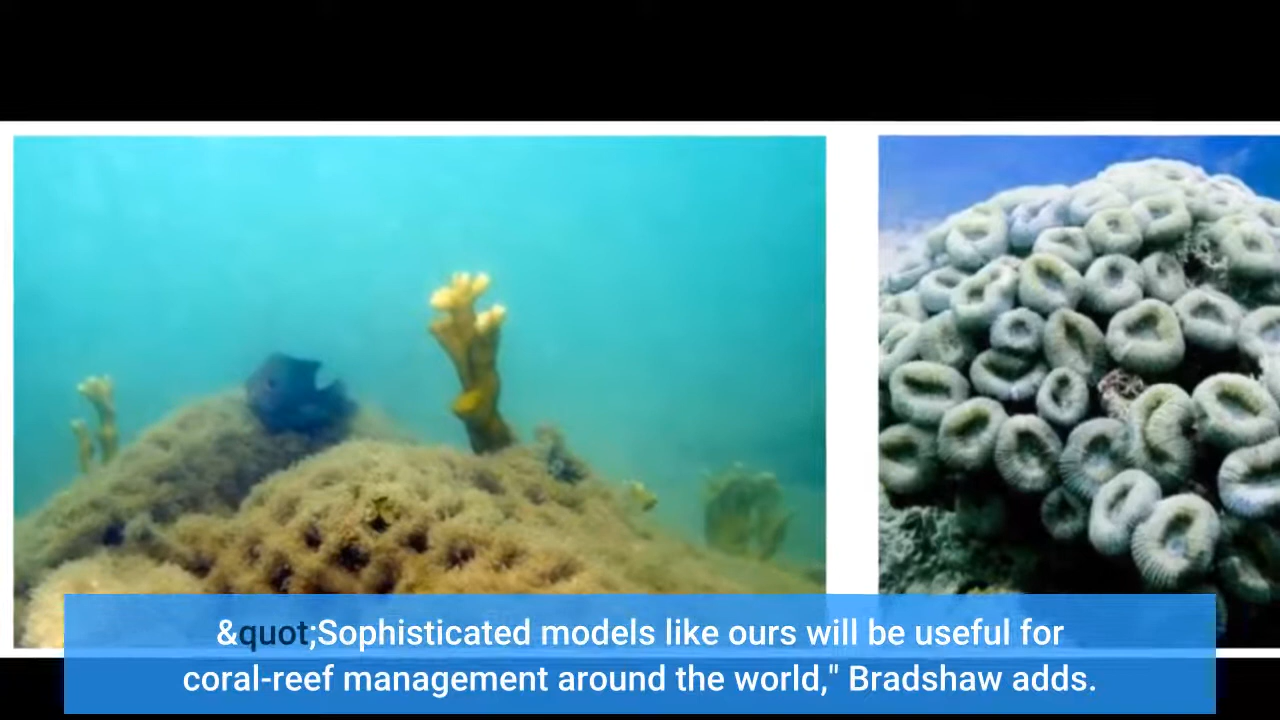 &quot;Sophisticated models like ours will be useful for
coral-reef management around the world," Bradshaw adds.